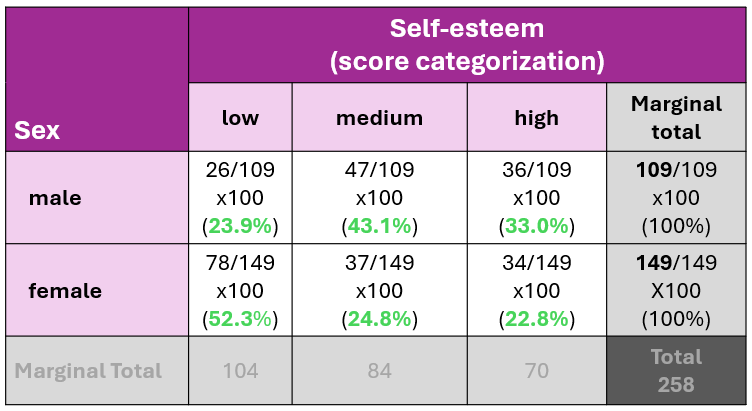 Self-esteem
(score categorization)
Sex
low
medium
high
Marginal
total
male
26/109
x100
(23.9%)
47/109
x100
(43.1%)
36/109
x100
(33.0%)
109/109
x100
(100%)
female
78/149
x100
(52.3%)
37/149
x100
(24.8%)
34/149
x100
(22.8%)
149/149
X100
(100%)
Marginal Total
104
84
70
Total
258